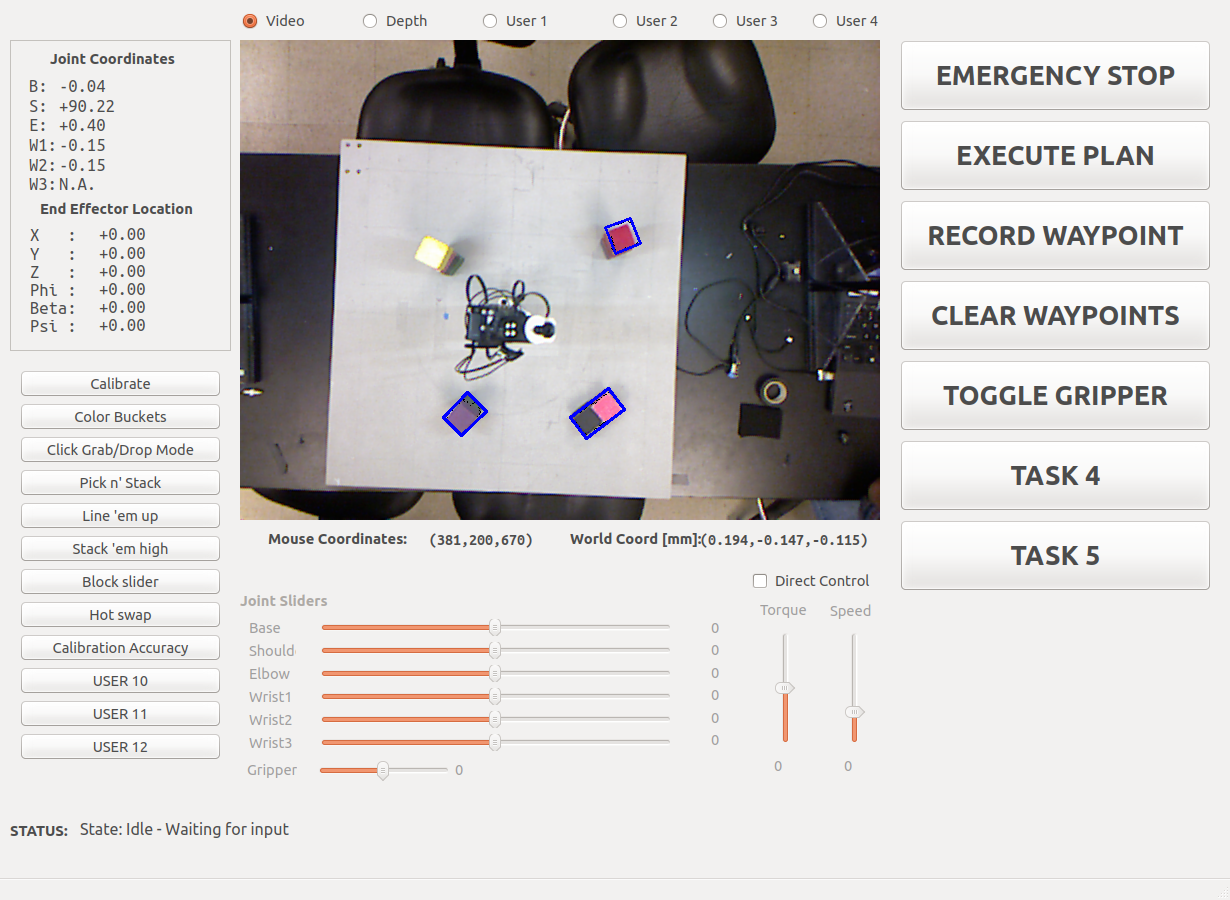 Video Depth User 1 User 2 User 3 User 4
Joint Coordinates
B: -0.04
S: +90.22
E: +0.40
W1:-0.15
W2:-0.15
W3:N.A.
End Effector Location
X : +0.00
Y : +0.00
Z : +0.00
Phi : +0.00
Beta: +0.00
Psi : +0.00
Calibrate
Color Buckets
Click Grab/Drop Mode
Pick n' Stack
Line 'em up
Stack 'em high
Block slider
Hot swap
Calibration Accuracy
USER 10
USER 11
USER 12
Mouse Coordinates: (381,200,670) World Coord [mm]:(0.194,-0.147,-0.115)
Direct Control
Joint Sliders
Torque Speed
Base 0
Should 0
Elbow 0
Wrist1 0
Wrist2 0
Wrist3 0
Gripper 0
0 0
EMERGENCY STOP
EXECUTE PLAN
RECORD WAYPOINT
CLEAR WAYPOINTS
TOGGLE GRIPPER
TASK 4
TASK 5
STATUS: State: Idle - Waiting for input